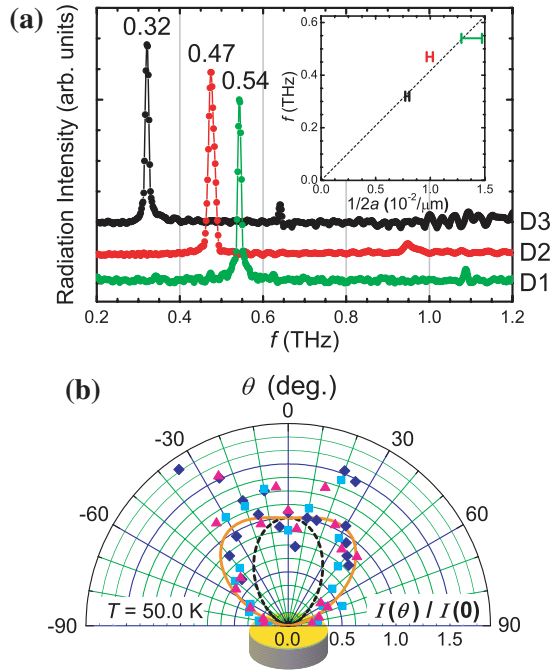 (a)
0.32
0.47
0.54
Radiation Intensity (arb. units)
f (THz)
0.6
0.3
0.0
0.0 0.5 1.0 1.5
1/2a (10⁻²/μm)
D3
D2
D1
0.2 0.4 0.6 0.8 1.0 1.2
f (THz)
(b)
θ (deg.)
0
-30 30
-60 60
-90 90
T = 50.0 K
I(θ) / I(0)
0.0 0.5 1.0 1.5